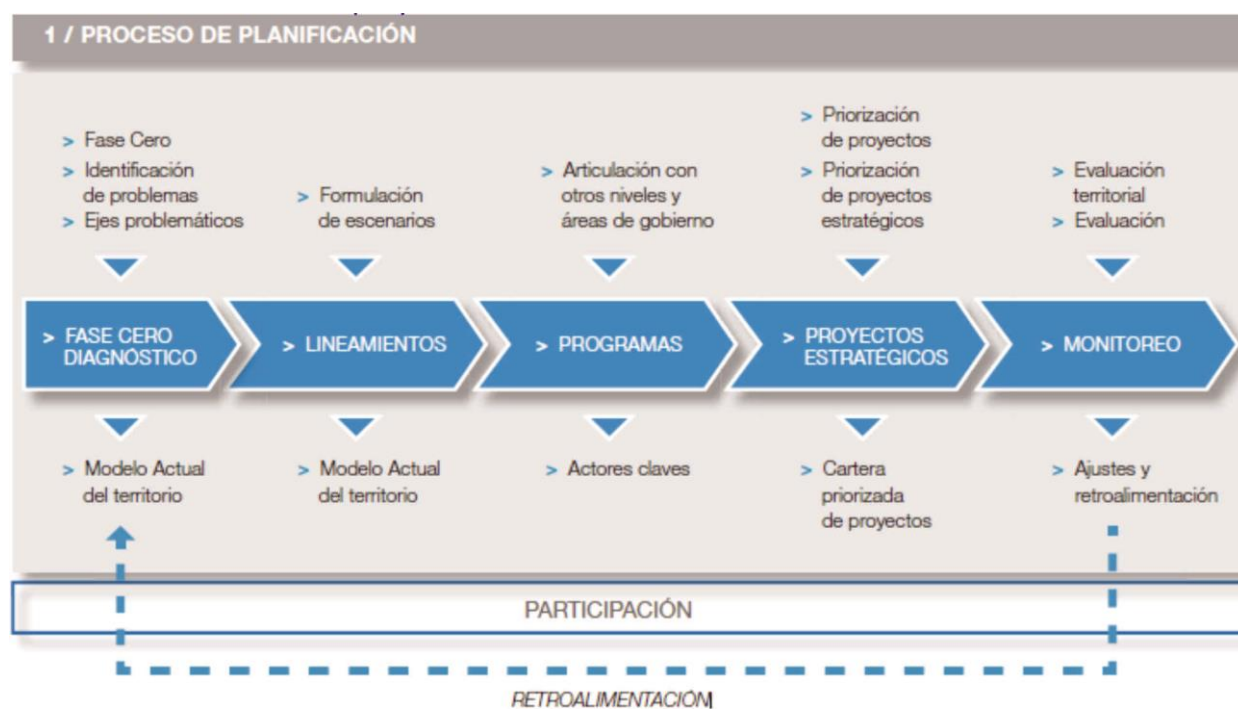 1 / PROCESO DE PLANIFICACIÓN
> Fase Cero
> Identificación
de problemas
> Ejes problemáticos
> Formulación
de escenarios
> Articulación con
otros niveles y
áreas de gobierno
> Priorización
de proyectos
> Priorización
de proyectos
estratégicos
> Evaluación
territorial
> Evaluación
> FASE CERO
DIAGNÓSTICO
> LINEAMIENTOS
> PROGRAMAS
> PROYECTOS
ESTRATÉGICOS
> MONITOREO
> Modelo Actual
del territorio
> Modelo Actual
del territorio
> Actores claves
> Cartera
priorizada
de proyectos
> Ajustes y
retroalimentación
PARTICIPACIÓN
RETROALIMENTACIÓN